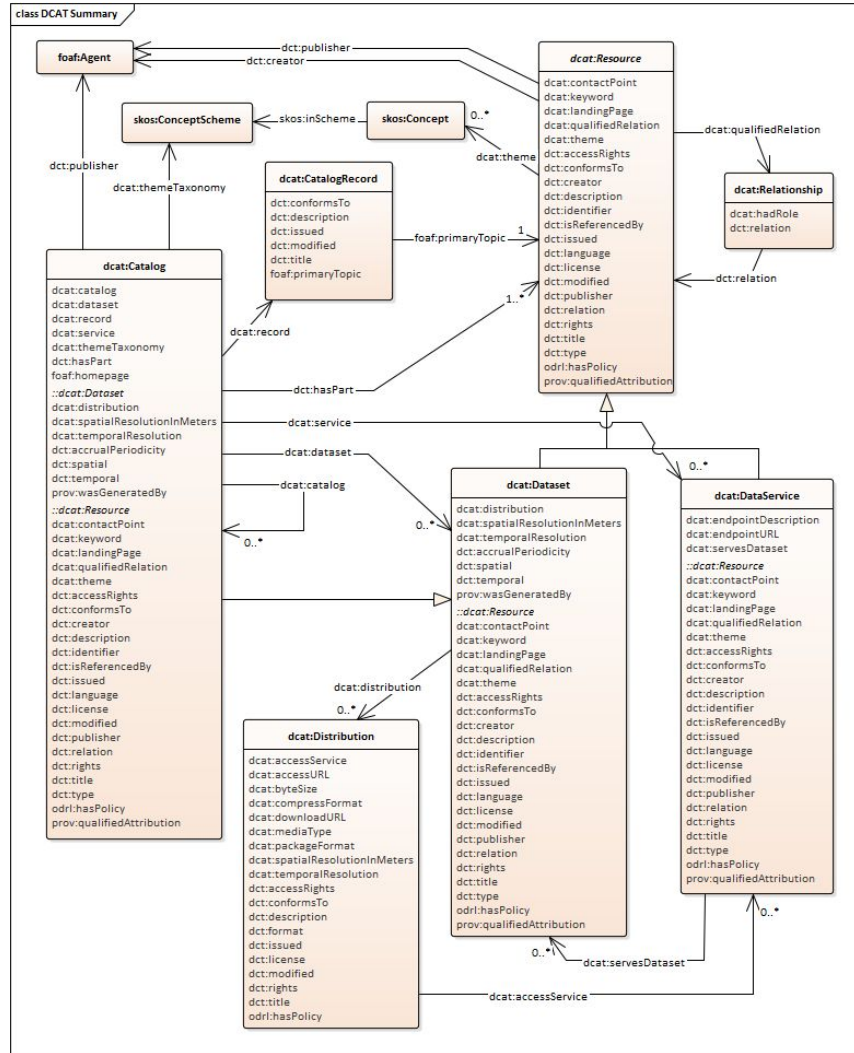 class DCAT Summary
foaf:Agent
dct:publisher
dct:creator
skos:ConceptScheme
skos:inScheme
skos:Concept
0..*
dcat:theme
dct:publisher
dcat:themeTaxonomy
dcat:Resource
dcat:contactPoint
dcat:keyword
dcat:landingPage
dcat:qualifiedRelation
dcat:theme
dct:accessRights
dct:conformsTo
dct:creator
dct:description
dct:identifier
dct:isReferencedBy
dct:issued
dct:language
dct:license
dct:modified
dct:publisher
dct:relation
dct:rights
dct:title
dct:type
odrl:hasPolicy
prov:qualifiedAttribution
dcat:qualifiedRelation
dcat:Relationship
dcat:hadRole
dct:relation
dct:relation
dcat:CatalogRecord
dct:conformsTo
dct:description
dct:issued
dct:modified
dct:title
foaf:primaryTopic
foaf:primaryTopic
1
1..*
dcat:record
dct:hasPart
dcat:service
0..*
dcat:dataset
0..*
dcat:catalog
0..*
dcat:Catalog
dcat:catalog
dcat:dataset
dcat:record
dcat:service
dcat:themeTaxonomy
dct:hasPart
foaf:homepage
::dcat:Dataset
dcat:distribution
dcat:spatialResolutionInMeters
dcat:temporalResolution
dct:accrualPeriodicity
dct:spatial
dct:temporal
prov:wasGeneratedBy
::dcat:Resource
dcat:contactPoint
dcat:keyword
dcat:landingPage
dcat:qualifiedRelation
dcat:theme
dct:accessRights
dct:conformsTo
dct:creator
dct:description
dct:identifier
dct:isReferencedBy
dct:issued
dct:language
dct:license
dct:modified
dct:publisher
dct:relation
dct:rights
dct:title
dct:type
odrl:hasPolicy
prov:qualifiedAttribution
dcat:Dataset
dcat:distribution
dcat:spatialResolutionInMeters
dcat:temporalResolution
dct:accrualPeriodicity
dct:spatial
dct:temporal
prov:wasGeneratedBy
::dcat:Resource
dcat:contactPoint
dcat:keyword
dcat:landingPage
dcat:qualifiedRelation
dcat:theme
dct:accessRights
dct:conformsTo
dct:creator
dct:description
dct:identifier
dct:isReferencedBy
dct:issued
dct:language
dct:license
dct:modified
dct:publisher
dct:relation
dct:rights
dct:title
dct:type
odrl:hasPolicy
prov:qualifiedAttribution
dcat:DataService
dcat:endpointDescription
dcat:endpointURL
dcat:servesDataset
::dcat:Resource
dcat:contactPoint
dcat:keyword
dcat:landingPage
dcat:qualifiedRelation
dcat:theme
dct:accessRights
dct:conformsTo
dct:creator
dct:description
dct:identifier
dct:isReferencedBy
dct:issued
dct:language
dct:license
dct:modified
dct:publisher
dct:relation
dct:rights
dct:title
dct:type
odrl:hasPolicy
prov:qualifiedAttribution
dcat:distribution
0..*
dcat:Distribution
dcat:accessService
dcat:accessURL
dcat:byteSize
dcat:compressFormat
dcat:downloadURL
dcat:mediaType
dcat:packageFormat
dcat:spatialResolutionInMeters
dcat:temporalResolution
dct:accessRights
dct:conformsTo
dct:description
dct:format
dct:issued
dct:license
dct:modified
dct:rights
dct:title
odrl:hasPolicy
0..*
dcat:servesDataset
0..*
dcat:accessService